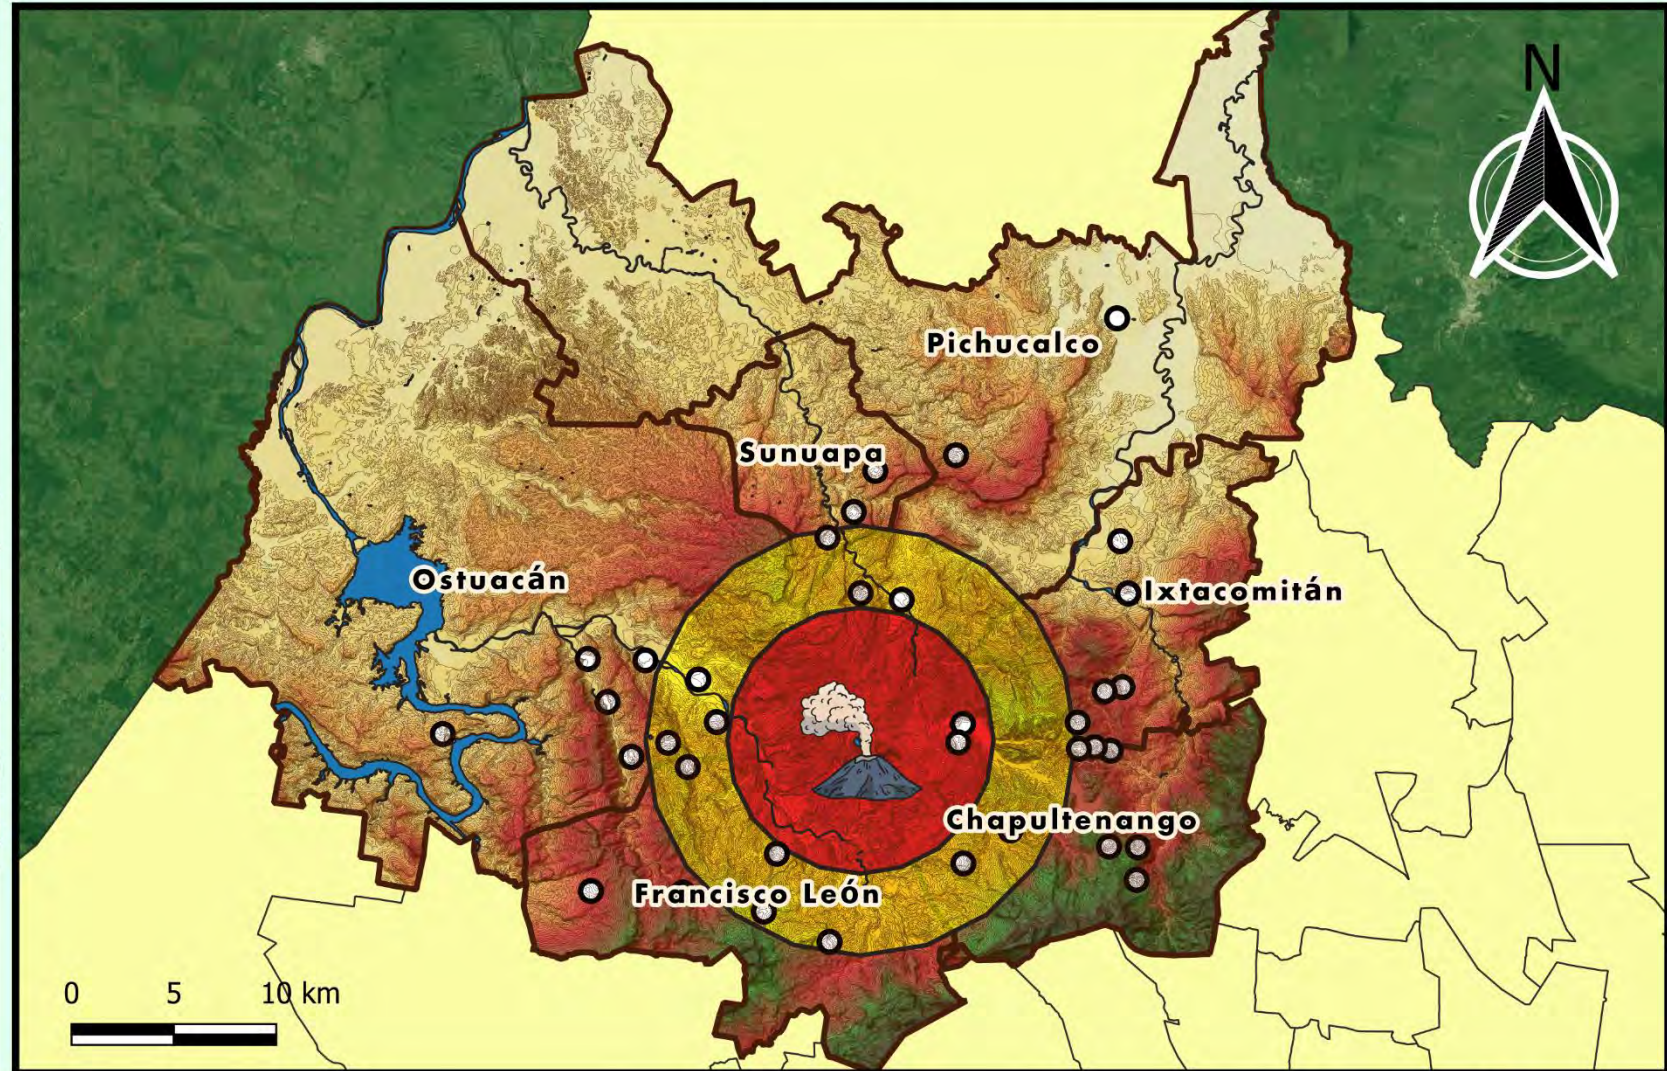 N
Pichucalco
Sunuapa
Ostuacán
Ixtacomitán
Chapultenango
Francisco León
0 5 10 km